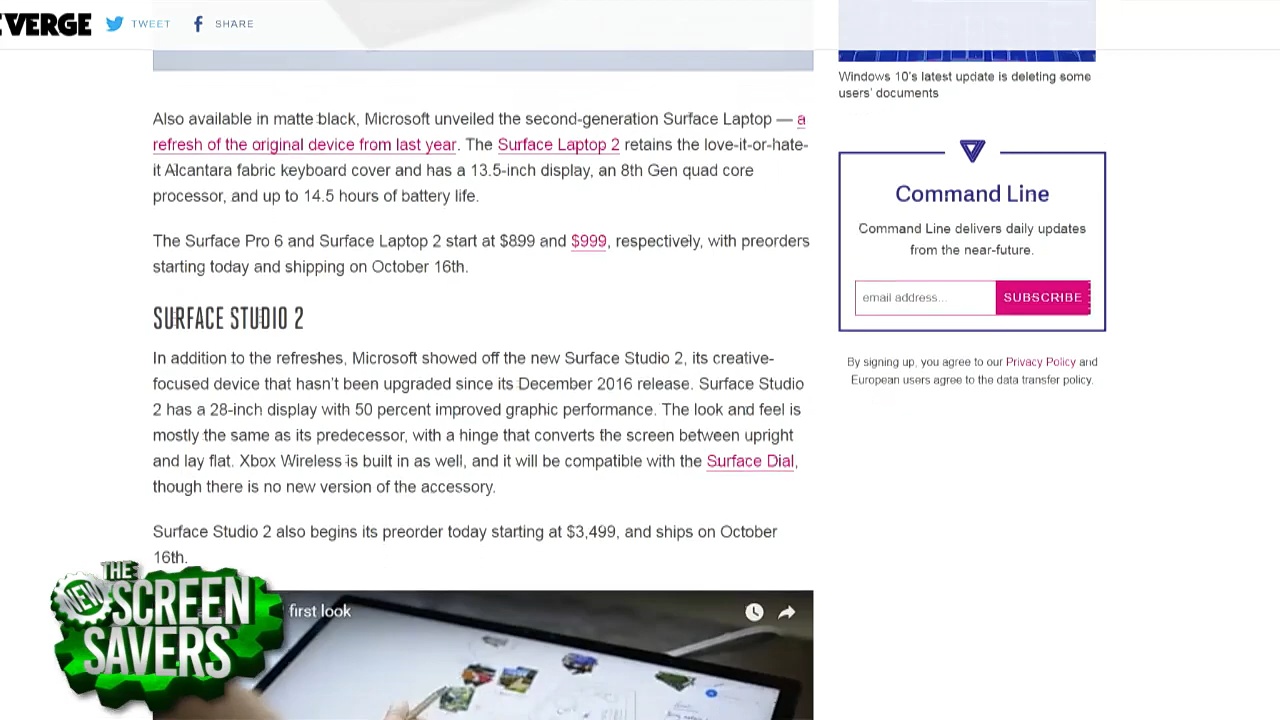 VERGE
TWEET
SHARE
Also available in matte black, Microsoft unveiled the second-generation Surface Laptop — a
refresh of the original device from last year. The Surface Laptop 2 retains the love-it-or-hate-
it Alcantara fabric keyboard cover and has a 13.5-inch display, an 8th Gen quad core
processor, and up to 14.5 hours of battery life.
The Surface Pro 6 and Surface Laptop 2 start at $899 and $999, respectively, with preorders
starting today and shipping on October 16th.
SURFACE STUDIO 2
In addition to the refreshes, Microsoft showed off the new Surface Studio 2, its creative-
focused device that hasn't been upgraded since its December 2016 release. Surface Studio
2 has a 28-inch display with 50 percent improved graphic performance. The look and feel is
mostly the same as its predecessor, with a hinge that converts the screen between upright
and lay flat. Xbox Wireless is built in as well, and it will be compatible with the Surface Dial,
though there is no new version of the accessory.
Surface Studio 2 also begins its preorder today starting at $3,499, and ships on October
16th.
first look
Windows 10's latest update is deleting some
users' documents
Command Line
Command Line delivers daily updates
from the near-future.
email address...
SUBSCRIBE
By signing up, you agree to our Privacy Policy and
European users agree to the data transfer policy.
THE
NEW
SCREEN
SAVERS